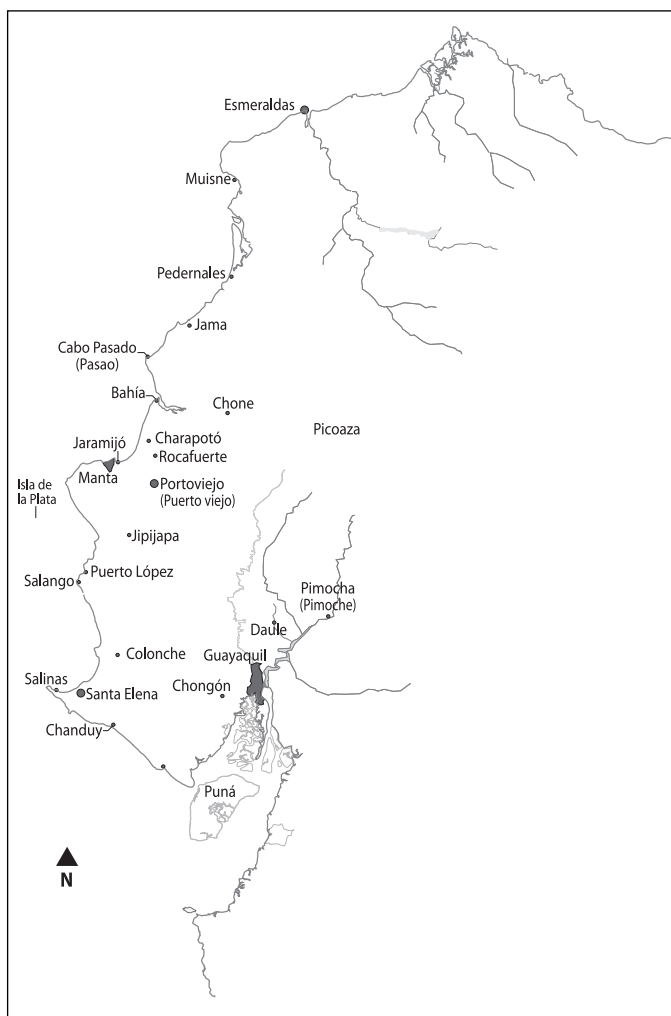 Esmeraldas
Muisne
Pedernales
Jama
Cabo Pasado
(Pasao)
Bahía
Chone
Picoaza
Charapotó
Jaramijó
Rocafuerte
Manta
Isla de
la Plata
Portoviejo
(Puerto viejo)
Jipijapa
Puerto López
Salango
Pimocha
(Pimoche)
Daule
Colonche
Guayaquil
Salinas
Santa Elena
Chongón
Chanduy
Puná
N